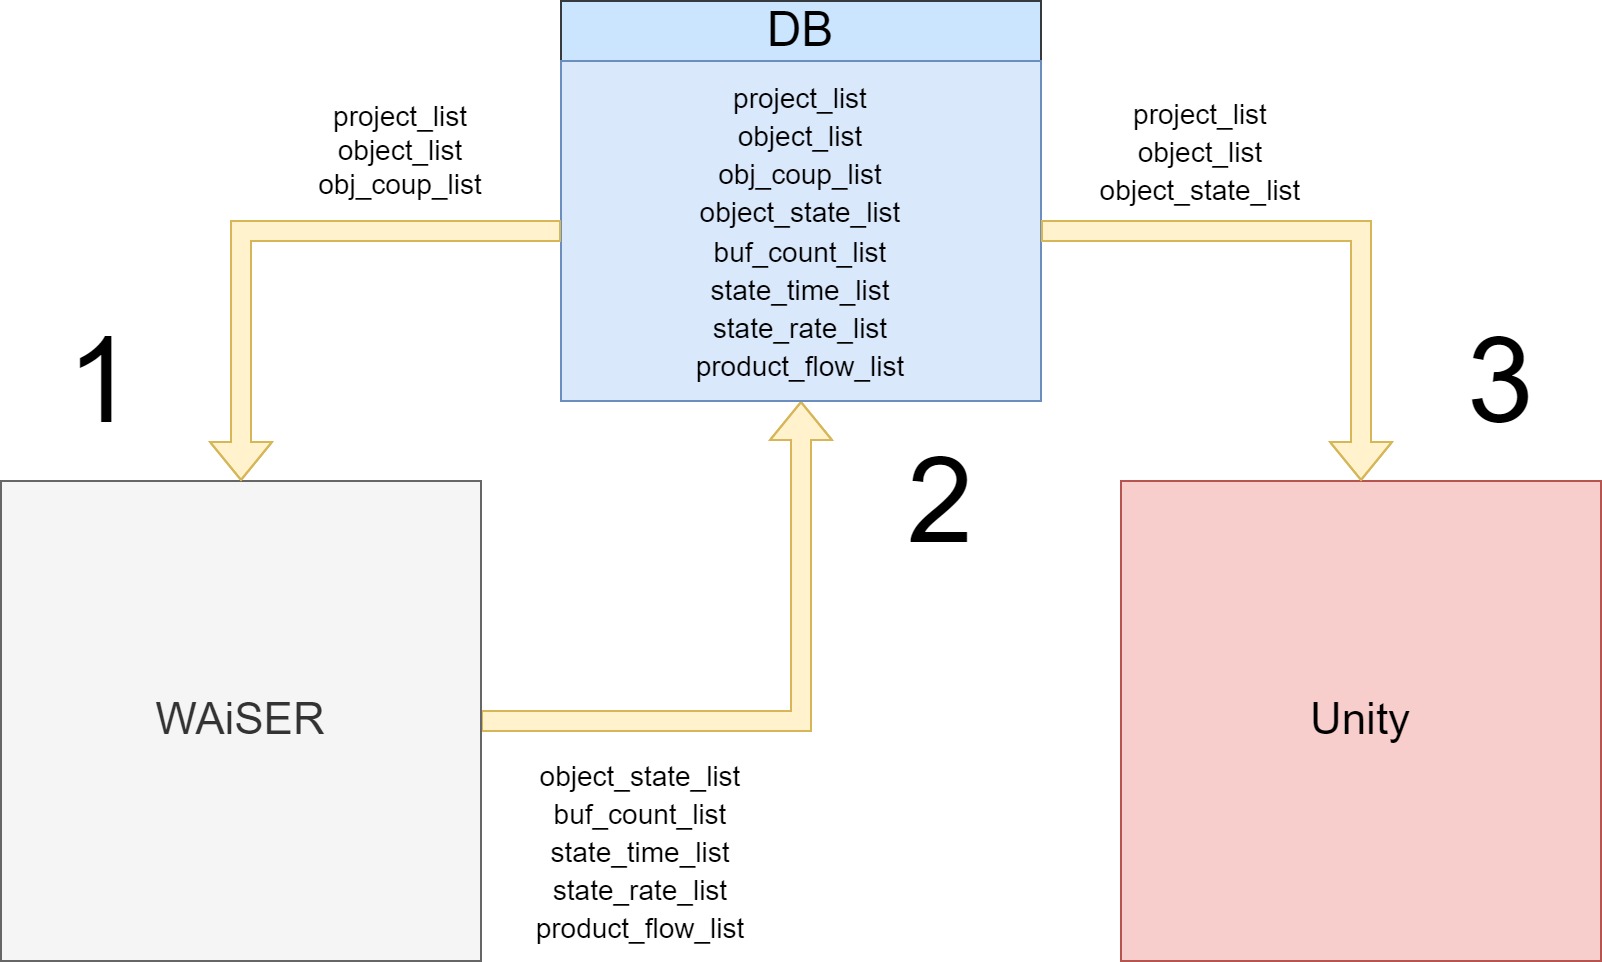 DB
project_list
object_list
obj_coup_list
object_state_list
buf_count_list
state_time_list
state_rate_list
product_flow_list
project_list
object_list
obj_coup_list
project_list
object_list
object_state_list
1
2
3
WAiSER
object_state_list
buf_count_list
state_time_list
state_rate_list
product_flow_list
Unity